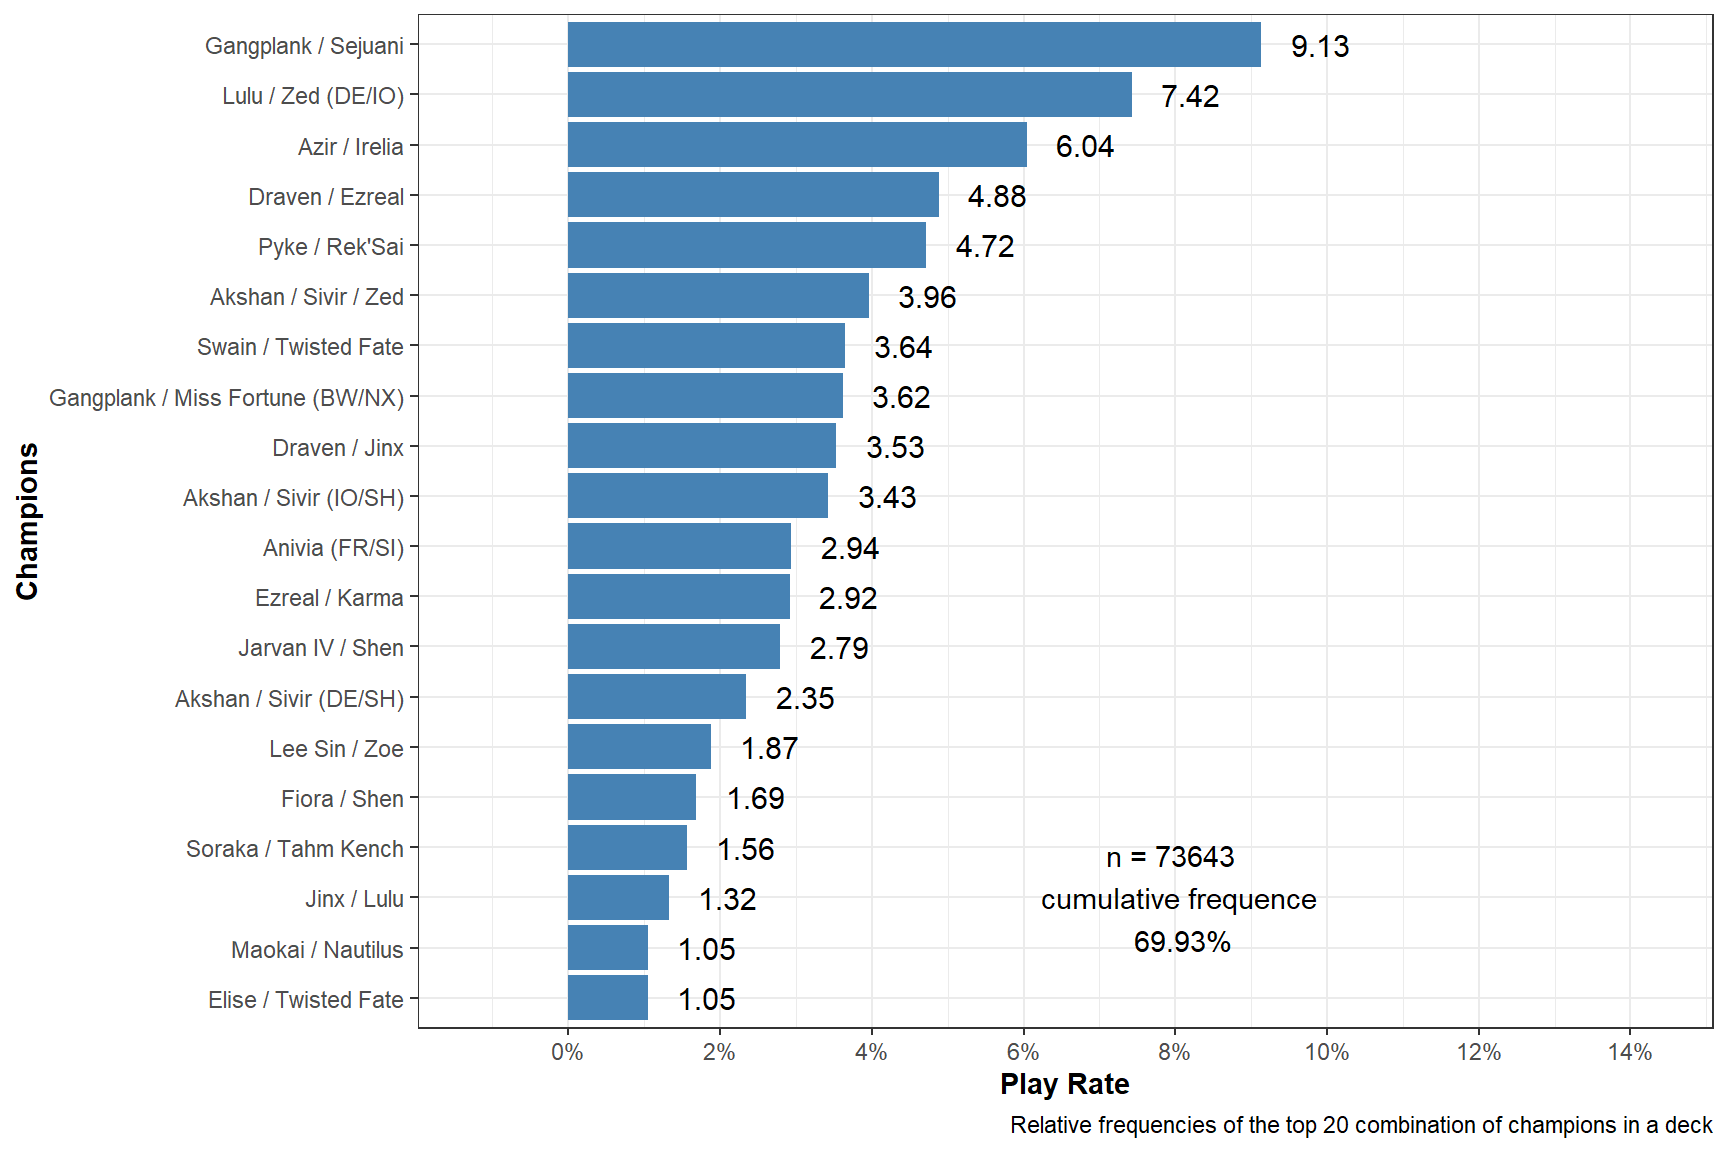 Champions
Gangplank / Sejuani 9.13
Lulu / Zed (DE/IO) 7.42
Azir / Irelia 6.04
Draven / Ezreal 4.88
Pyke / Rek'Sai 4.72
Akshan / Sivir / Zed 3.96
Swain / Twisted Fate 3.64
Gangplank / Miss Fortune (BW/NX) 3.62
Draven / Jinx 3.53
Akshan / Sivir (IO/SH) 3.43
Anivia (FR/SI) 2.94
Ezreal / Karma 2.92
Jarvan IV / Shen 2.79
Akshan / Sivir (DE/SH) 2.35
Lee Sin / Zoe 1.87
Fiora / Shen 1.69
Soraka / Tahm Kench 1.56
Jinx / Lulu 1.32
Maokai / Nautilus 1.05
Elise / Twisted Fate 1.05
n = 73643
cumulative frequence
69.93%
0% 2% 4% 6% 8% 10% 12% 14%
Play Rate
Relative frequencies of the top 20 combination of champions in a deck